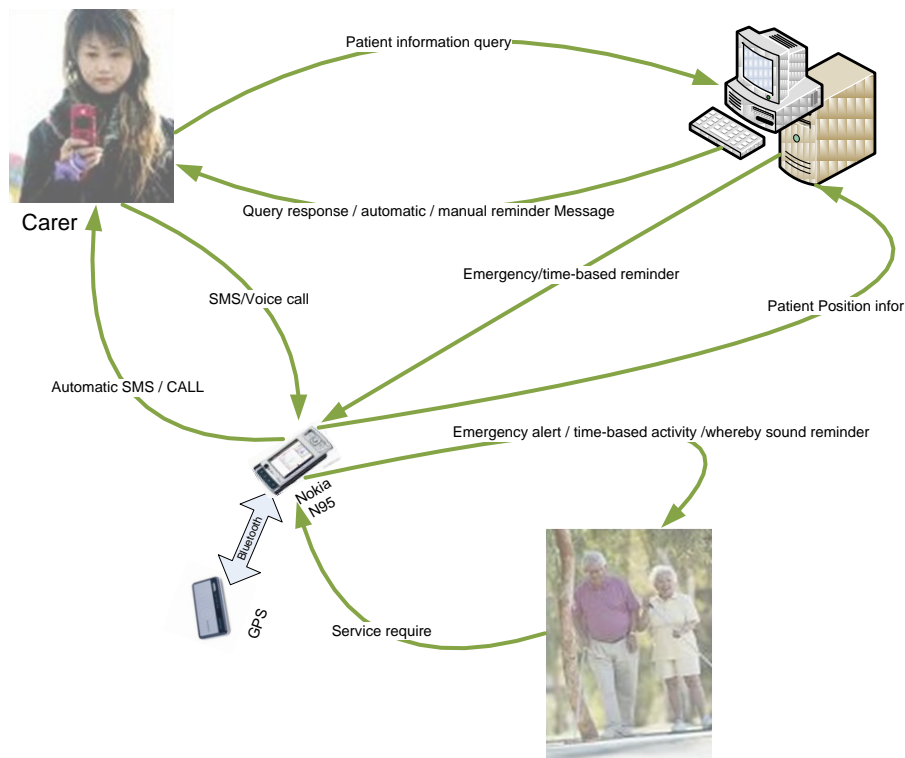 Patient information query
Query response / automatic / manual reminder Message
Carer
Emergency/time-based reminder
SMS/Voice call
Patient Position infor
Automatic SMS / CALL
Emergency alert / time-based activity /whereby sound reminder
Nokia
N95
Bluetooth
GPS
Service require